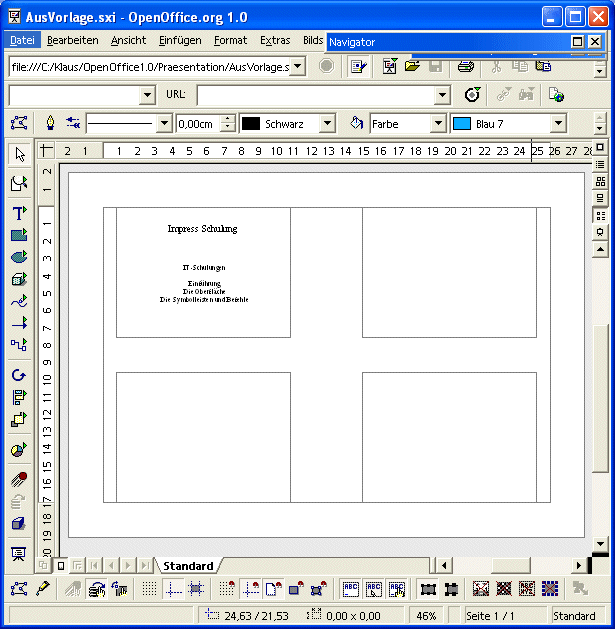 AusVorlage.sxi - OpenOffice.org 1.0
Datei Bearbeiten Ansicht Einfügen Format Extras Bilds
Navigator
file:///C:/Klaus/OpenOffice1.0/Praesentation/AusVorlage.s
URL:
0,00cm Schwarz Farbe Blau 7
2 1 1 2 3 4 5 6 7 8 9 10 11 12 13 14 15 16 17 18 19 20 21 22 23 24 25 26 27 28
2 1 1 2 3 4 5 6 7 8 9 10 11 12 13 14 15 16 17 18 19 20
Impress Schulung
IT-Schulungen
Einführung
Die Oberfläche
Die Symbolleisten und Befehle
Standard
ABC ABC ABC
24,63 / 21,53 0,00 x 0,00 46% Seite 1 / 1 Standard